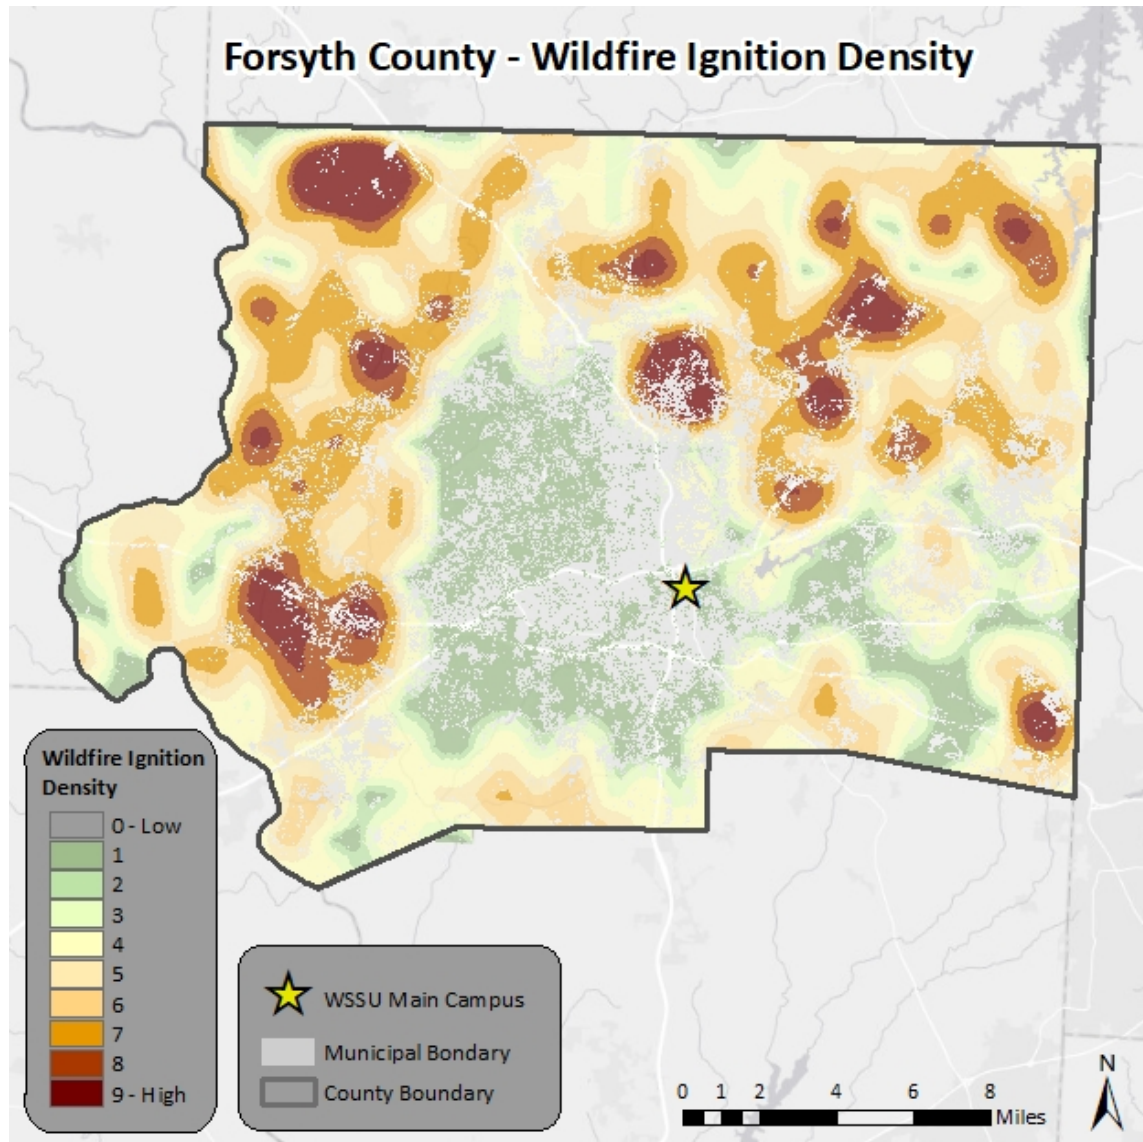 Forsyth County - Wildfire Ignition Density
Wildfire Ignition
Density
0 - Low
1
2
3
4
5
6
7
8
9 - High
WSSU Main Campus
Municipal Bondary
County Boundary
N
0 1 2 4 6 8
Miles